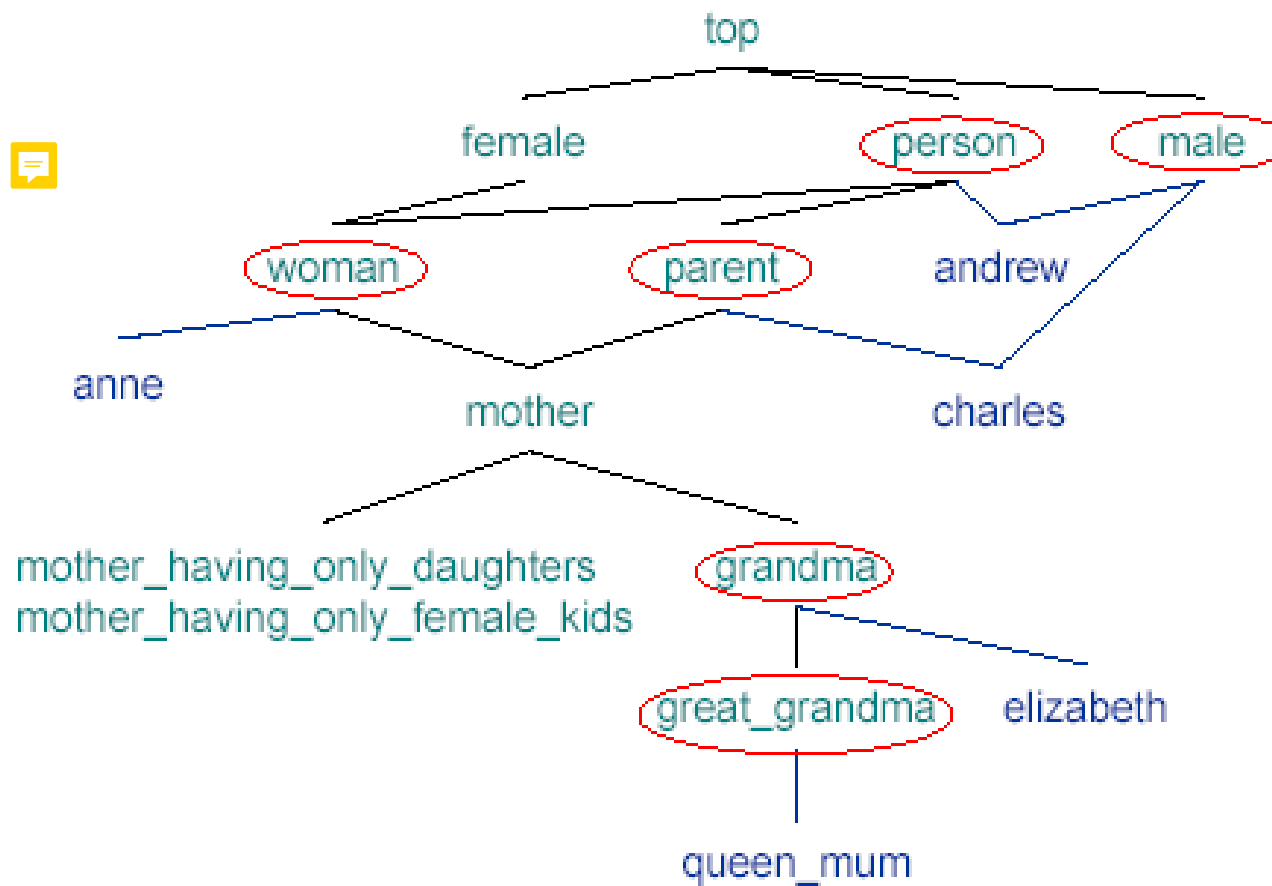 top
female
person
male
woman
parent
andrew
anne
mother
charles
mother_having_only_daughters
grandma
mother_having_only_female_kids
great_grandma
elizabeth
queen_mum